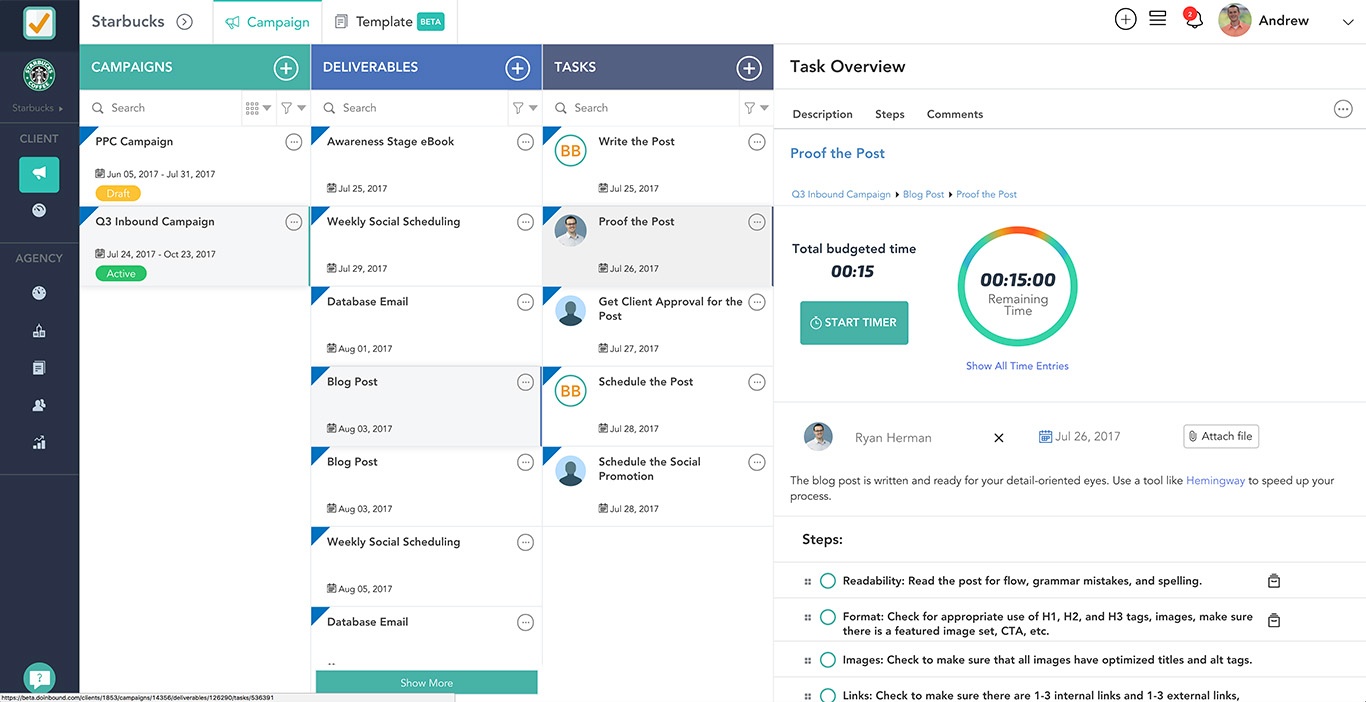 Starbucks
Campaign
Template BETA
2
Andrew
STARBUCKS COFFEE
Starbucks
CLIENT
AGENCY
?
CAMPAIGNS
Search
PPC Campaign
Jun 05, 2017 - Jul 31, 2017
Draft
Q3 Inbound Campaign
Jul 24, 2017 - Oct 23, 2017
Active
DELIVERABLES
Search
Awareness Stage eBook
Jul 25, 2017
Weekly Social Scheduling
Jul 29, 2017
Database Email
Aug 01, 2017
Blog Post
Aug 03, 2017
Blog Post
Aug 03, 2017
Weekly Social Scheduling
Aug 05, 2017
Database Email
Show More
TASKS
Search
BB
Write the Post
Jul 25, 2017
Proof the Post
Jul 26, 2017
Get Client Approval for the
Post
Jul 27, 2017
BB
Schedule the Post
Jul 28, 2017
Schedule the Social
Promotion
Jul 28, 2017
Task Overview
Description Steps Comments
Proof the Post
Q3 Inbound Campaign Blog Post Proof the Post
Total budgeted time
00:15
START TIMER
00:15:00
Remaining
Time
Show All Time Entries
Ryan Herman
Jul 26, 2017
Attach file
The blog post is written and ready for your detail-oriented eyes. Use a tool like Hemingway to speed up your
process.
Steps:
Readability: Read the post for flow, grammar mistakes, and spelling.
Format: Check for appropriate use of H1, H2, and H3 tags, images, make sure
there is a featured image set, CTA, etc.
Images: Check to make sure that all images have optimized titles and alt tags.
Links: Check to make sure there are 1-3 internal links and 1-3 external links,
https://beta.doinbound.com/clients/1853/campaigns/14356/deliverables/126290/tasks/536391